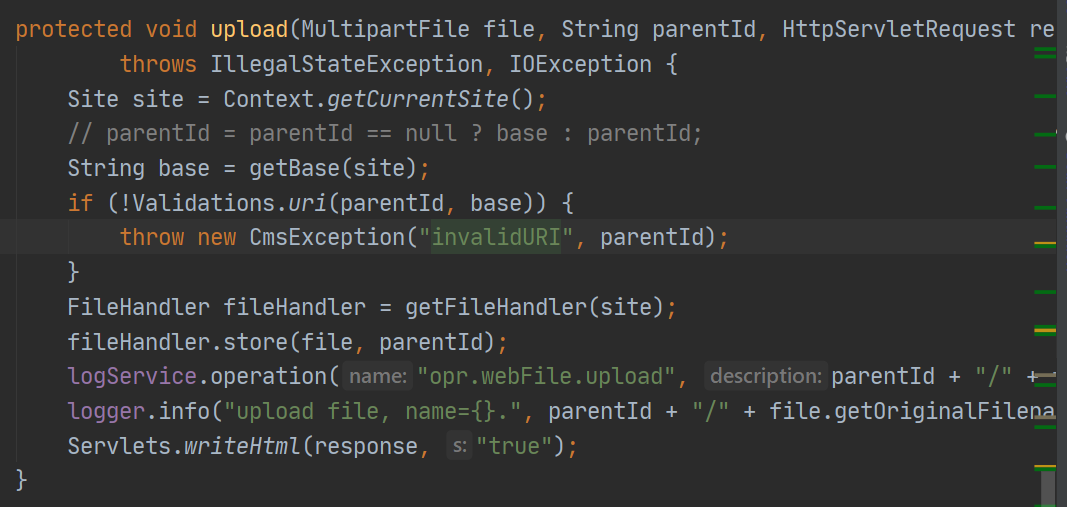 protected void upload(MultipartFile file, String parentId, HttpServletRequest re
throws IllegalStateException, IOException {
Site site = Context.getCurrentSite();
// parentId = parentId == null ? base : parentId;
String base = getBase(site);
if (!Validations.uri(parentId, base)) {
throw new CmsException("invalidURI", parentId);
}
FileHandler fileHandler = getFileHandler(site);
fileHandler.store(file, parentId);
logService.operation( name: "opr.webFile.upload", description: parentId + "/" +
logger.info("upload file, name={}.", parentId + "/" + file.getOriginalFilena
Servlets.writeHtml(response, s: "true");
}